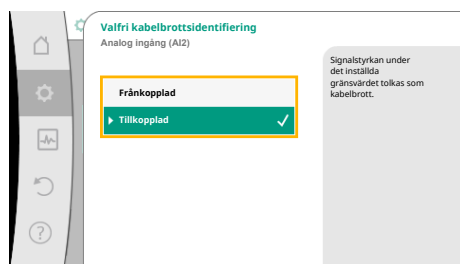 Valfri kabelbrottsidentifiering
Analog ingång (AI2)
Frånkopplad
Tillkopplad
Signalstyrkan under
det inställda
gränsvärdet tolkas som
kabelbrott.